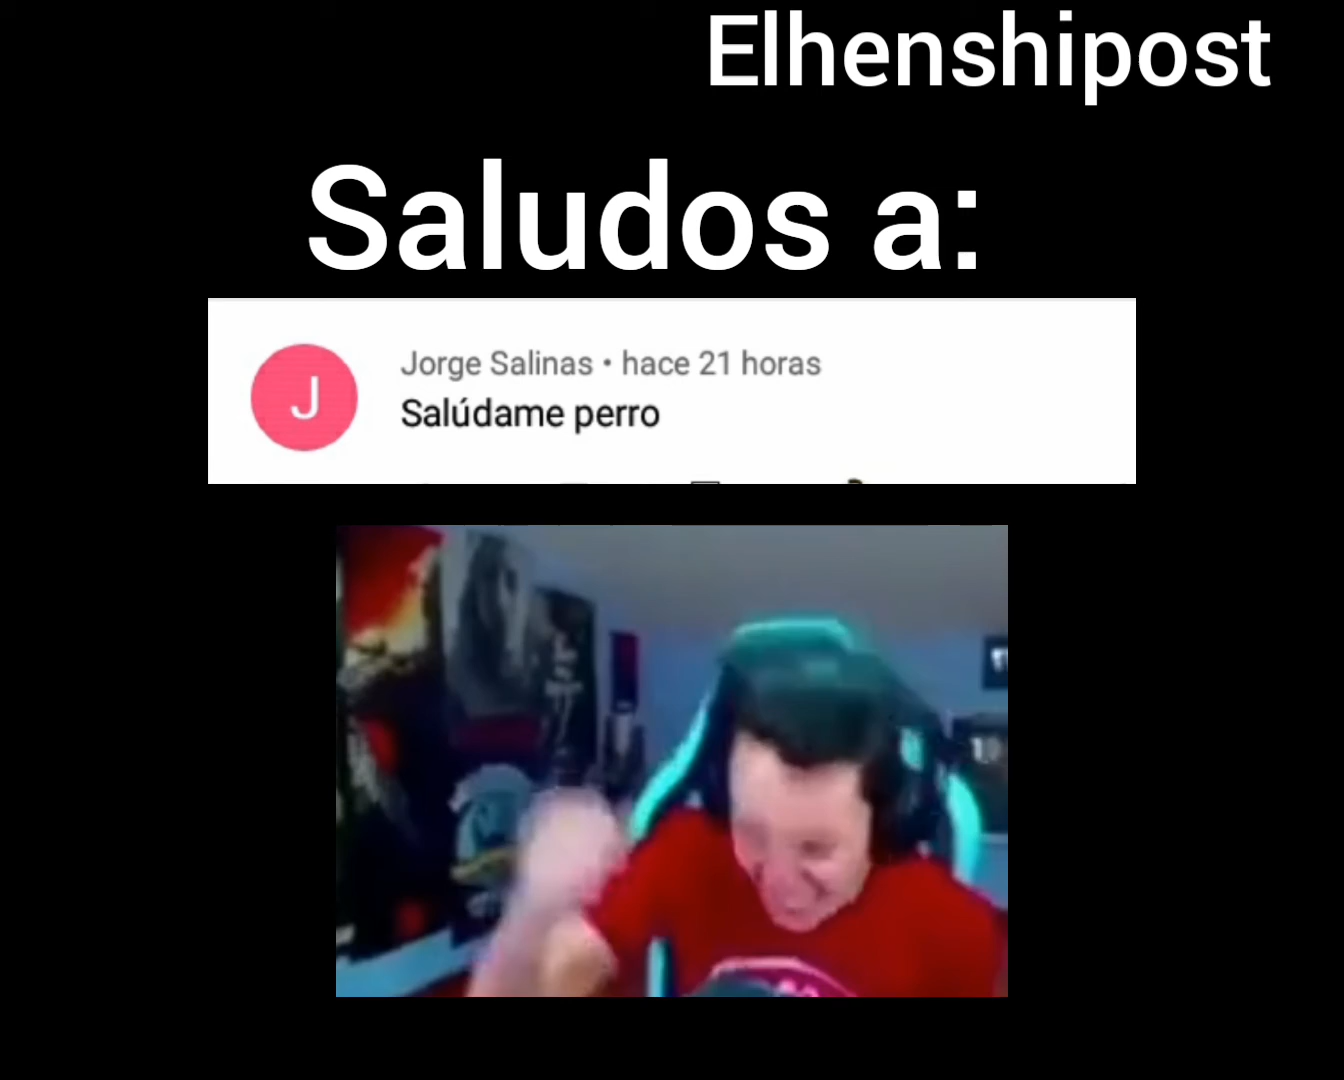 Elhenshipost
Saludos a:
J
Jorge Salinas • hace 21 horas
Salúdame perro